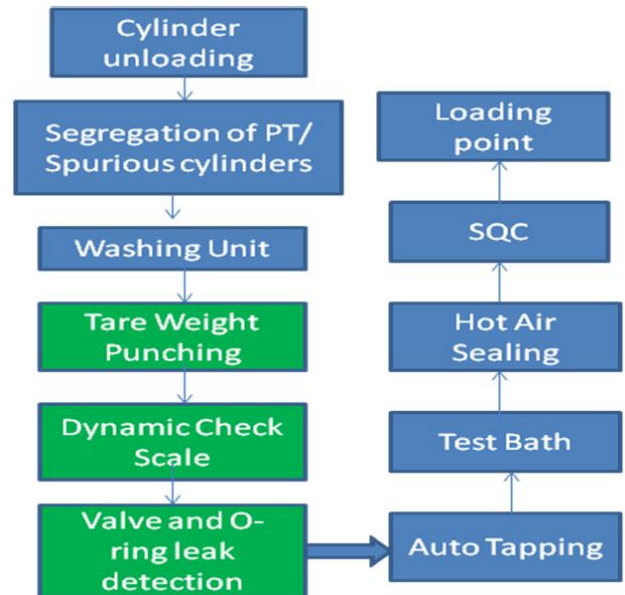 Cylinder
unloading
Segregation of PT/
Spurious cylinders
Washing Unit
Tare Weight
Punching
Dynamic Check
Scale
Valve and O-
ring leak
detection
Auto Tapping
Test Bath
Hot Air
Sealing
SQC
Loading
point